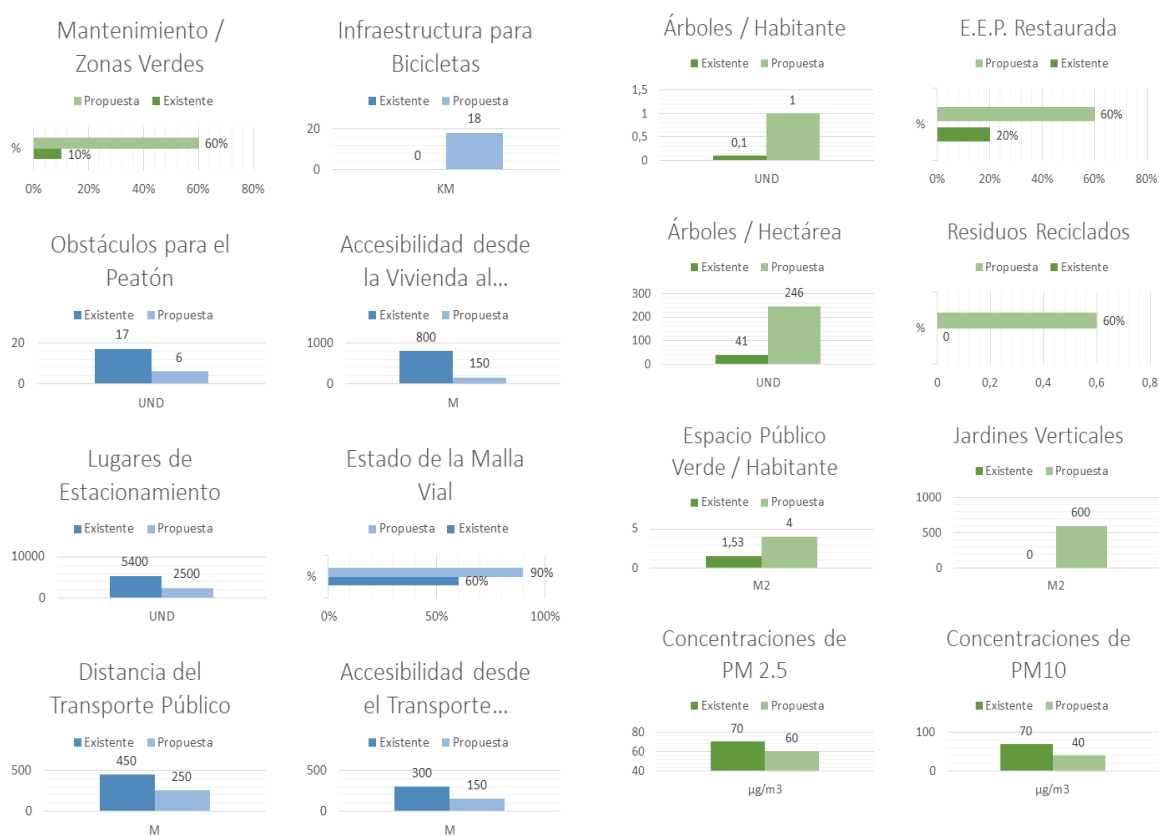 Mantenimiento /
Zonas Verdes
Propuesta Existente
%
60%
10%
0% 20% 40% 60% 80%
Infraestructura para
Bicicletas
Existente Propuesta
20
0
0
18
KM
Árboles / Habitante
Existente Propuesta
1,5
1
0,5
0
0,1
1
UND
E.E.P. Restaurada
Propuesta Existente
%
60%
20%
0% 20% 40% 60% 80%
Obstáculos para el
Peatón
Existente Propuesta
20
0
17
6
UND
Accesibilidad desde
la Vivienda al...
Existente Propuesta
1000
0
800
150
M
Árboles / Hectárea
Existente Propuesta
300
200
100
0
41
246
UND
Residuos Reciclados
Propuesta Existente
%
60%
0
0 0,2 0,4 0,6 0,8
Lugares de
Estacionamiento
Existente Propuesta
10000
0
5400
2500
UND
Estado de la Malla
Vial
Propuesta Existente
%
90%
60%
0% 50% 100%
Espacio Público
Verde / Habitante
Existente Propuesta
5
0
1,53
4
M2
Jardines Verticales
Existente Propuesta
1000
500
0
0
600
M2
Distancia del
Transporte Público
Existente Propuesta
500
0
450
250
M
Accesibilidad desde
el Transporte...
Existente Propuesta
500
0
300
150
M
Concentraciones de
PM 2.5
Existente Propuesta
80
60
40
70
60
µg/m3
Concentraciones de
PM10
Existente Propuesta
100
0
70
40
µg/m3